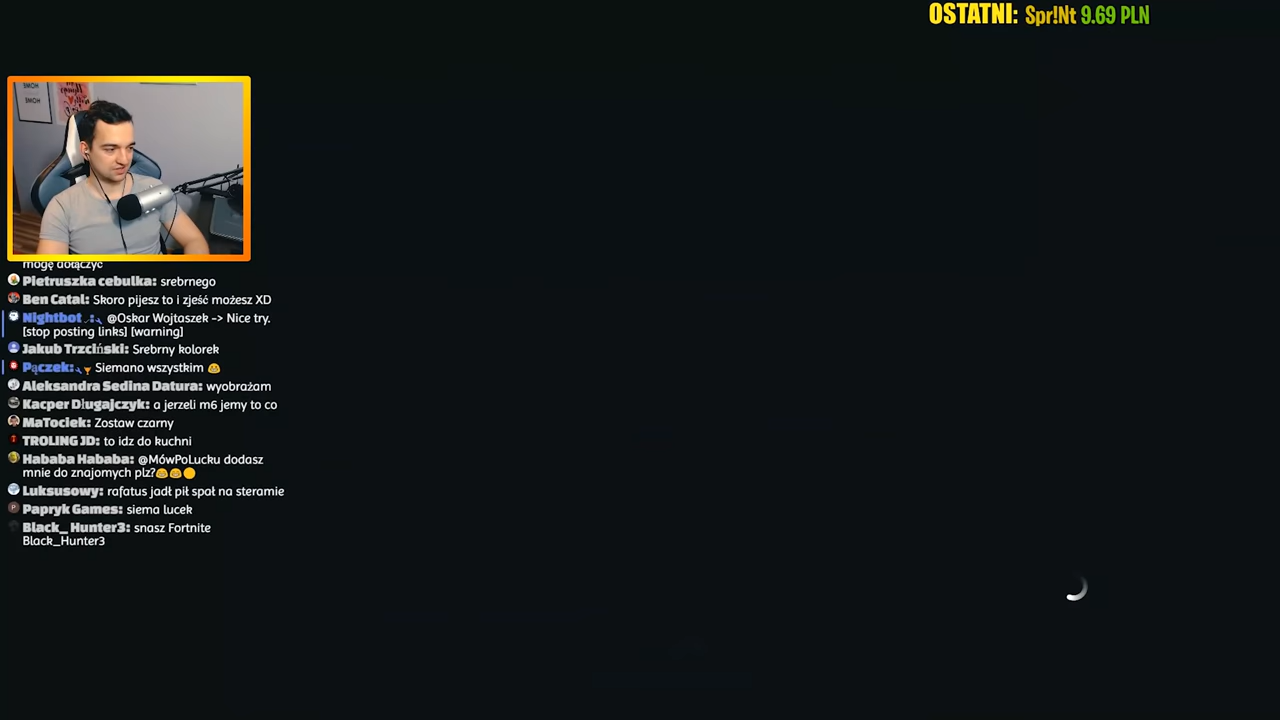 OSTATNI: Spr!Nt 9.69 PLN
SMOH
SMOH
mogę dołączyć
Pietruszka cebulka: srebrnego
Ben Catal: Skoro pijesz to i zjeść możesz XD
Nightbot @Oskar Wojtaszek -> Nice try.
[stop posting links] [warning]
Jakub Trzciński: Srebrny kolorek
Pączek: Siemano wszystkim
Aleksandra Sedina Datura: wyobrażam
Kacper Długajczyk: a jerzeli m6 jemy to co
MaTociek: Zostaw czarny
TROLING JD: to idz do kuchni
Hababa Hababa: @MówPoLucku dodasz
mnie do znajomych plz?
Luksusowy: rafatus jadł pił spał na steramie
Papryk Games: siema lucek
Black_ Hunter3: snasz Fortnite
Black_Hunter3